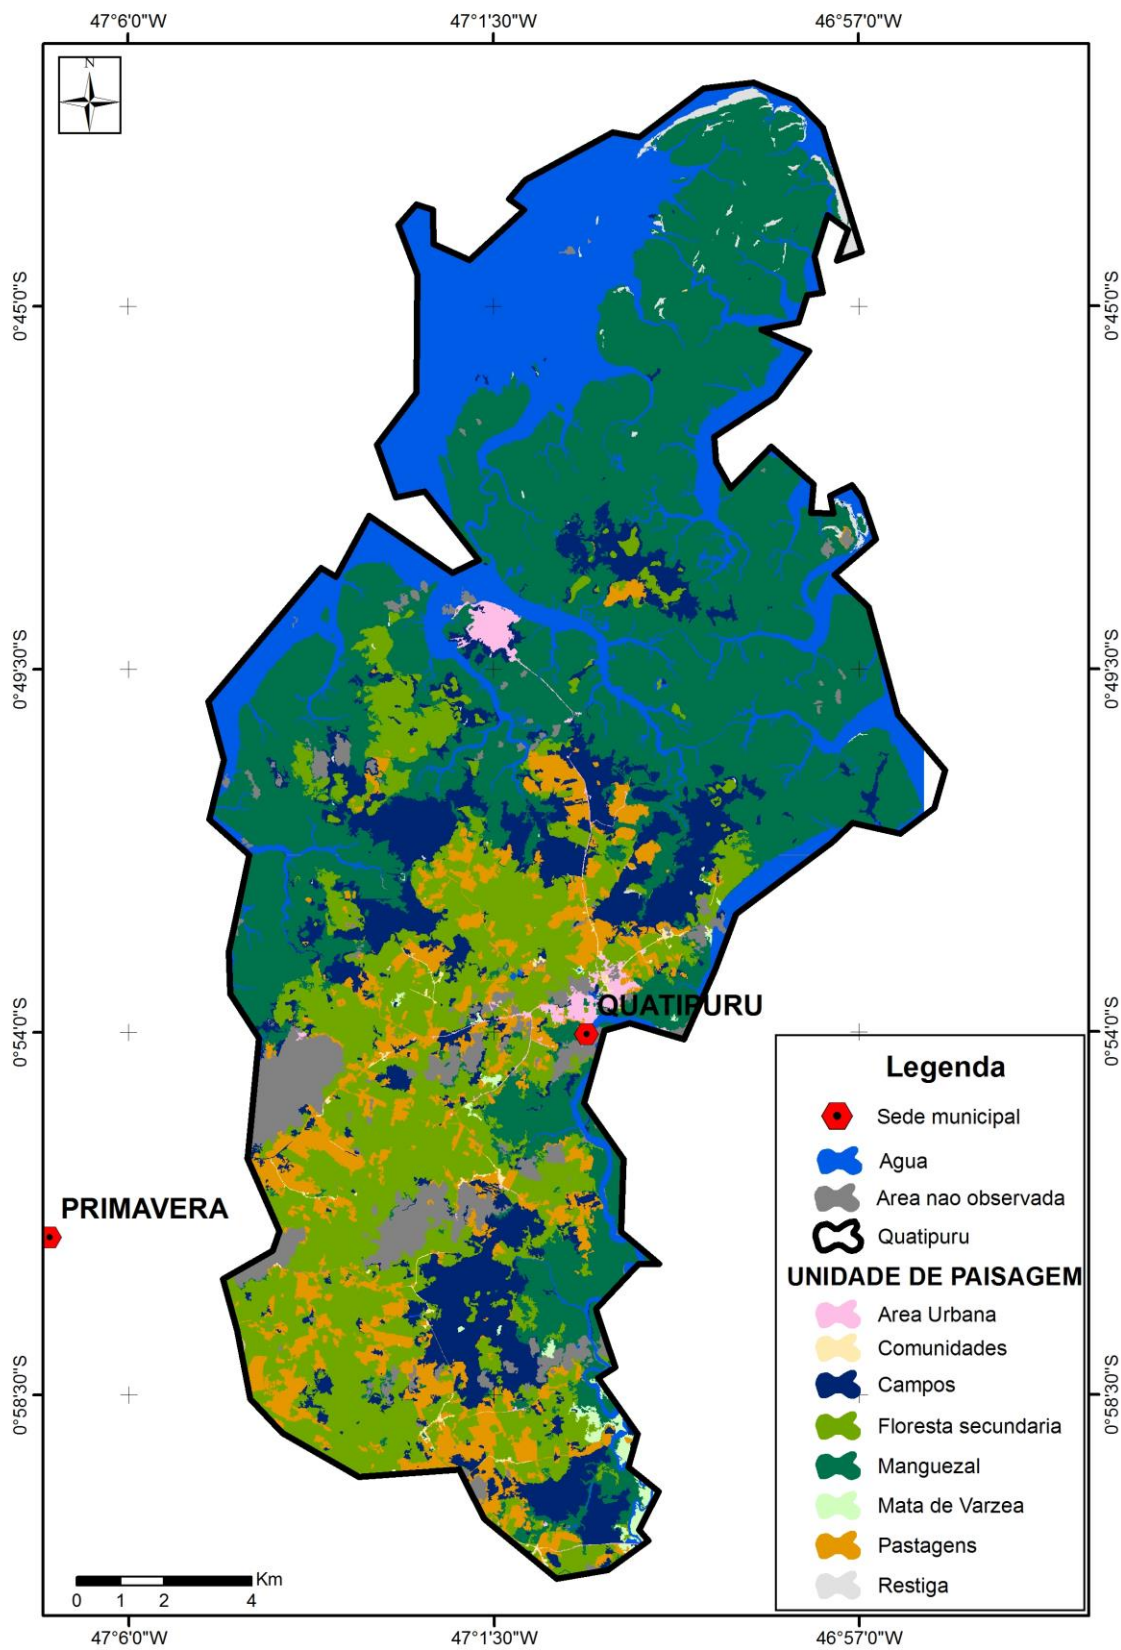 47°6'0"W 47°1'30"W 46°57'0"W
N
0°45'0"S 0°45'0"S
0°49'30"S 0°49'30"S
QUATIPURU
0°54'0"S 0°54'0"S
PRIMAVERA
0°58'30"S 0°58'30"S
Legenda
Sede municipal
Agua
Area nao observada
Quatipuru
UNIDADE DE PAISAGEM
Area Urbana
Comunidades
Campos
Floresta secundaria
Manguezal
Mata de Varzea
Pastagens
Restiga
Km
0 1 2 4
47°6'0"W 47°1'30"W 46°57'0"W